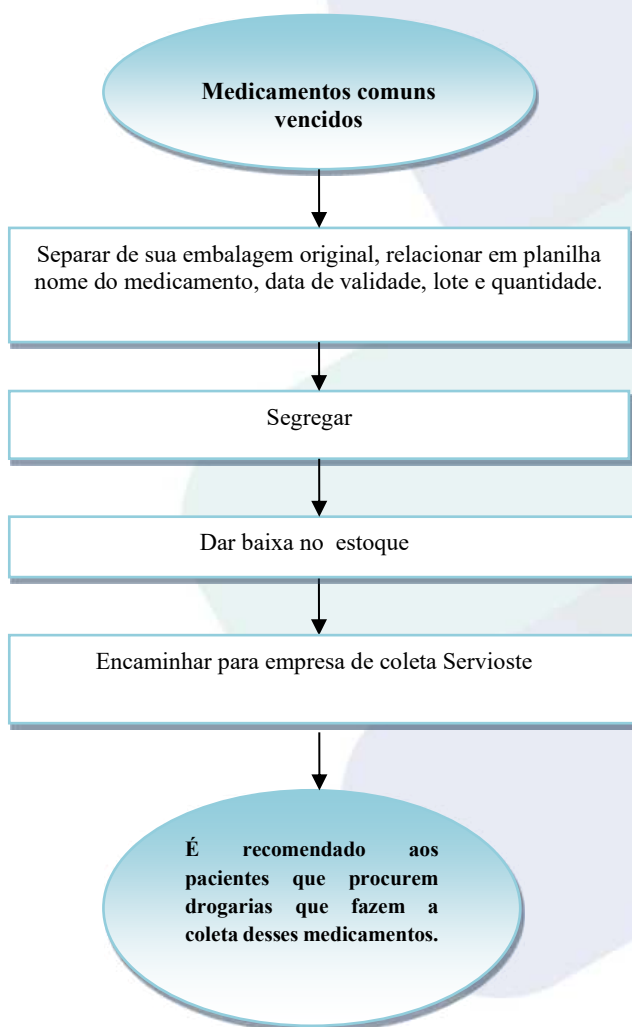 Medicamentos comuns
vencidos
Separar de sua embalagem original, relacionar em planilha
nome do medicamento, data de validade, lote e quantidade.
Segregar
Dar baixa no estoque
Encaminhar para empresa de coleta Servioste
É recomendado aos
pacientes que procurem
drogarias que fazem a
coleta desses medicamentos.